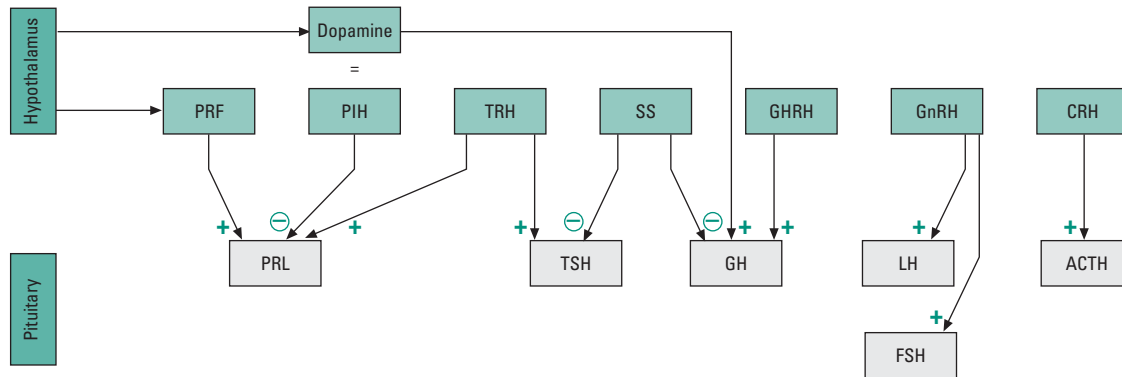 Hypothalamus
Dopamine
=
PRF
PIH
TRH
SS
GHRH
GnRH
CRH
+
−
+
+
−
−
+
+
+
+
PRL
TSH
GH
LH
ACTH
Pituitary
+
FSH